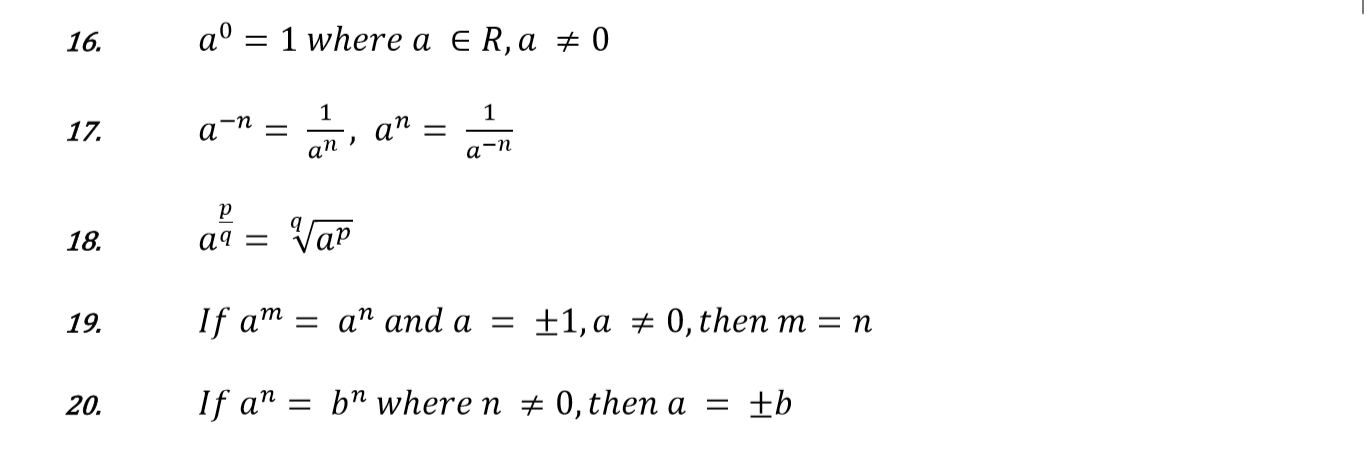 16. a⁰ = 1 where a ∈ R, a ≠ 0
17. a⁻ⁿ = 1/aⁿ, aⁿ = 1/a⁻ⁿ
18. a^(p/q) = ᵠ√aᵖ
19. If aᵐ = aⁿ and a = ±1, a ≠ 0, then m = n
20. If aⁿ = bⁿ where n ≠ 0, then a = ±b